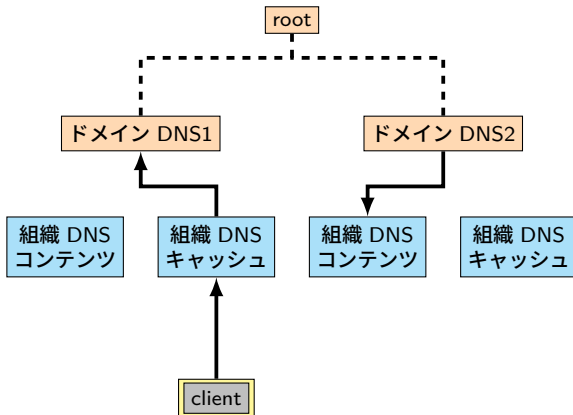 root
ドメイン DNS1
ドメイン DNS2
組織 DNS
コンテンツ
組織 DNS
キャッシュ
組織 DNS
コンテンツ
組織 DNS
キャッシュ
client